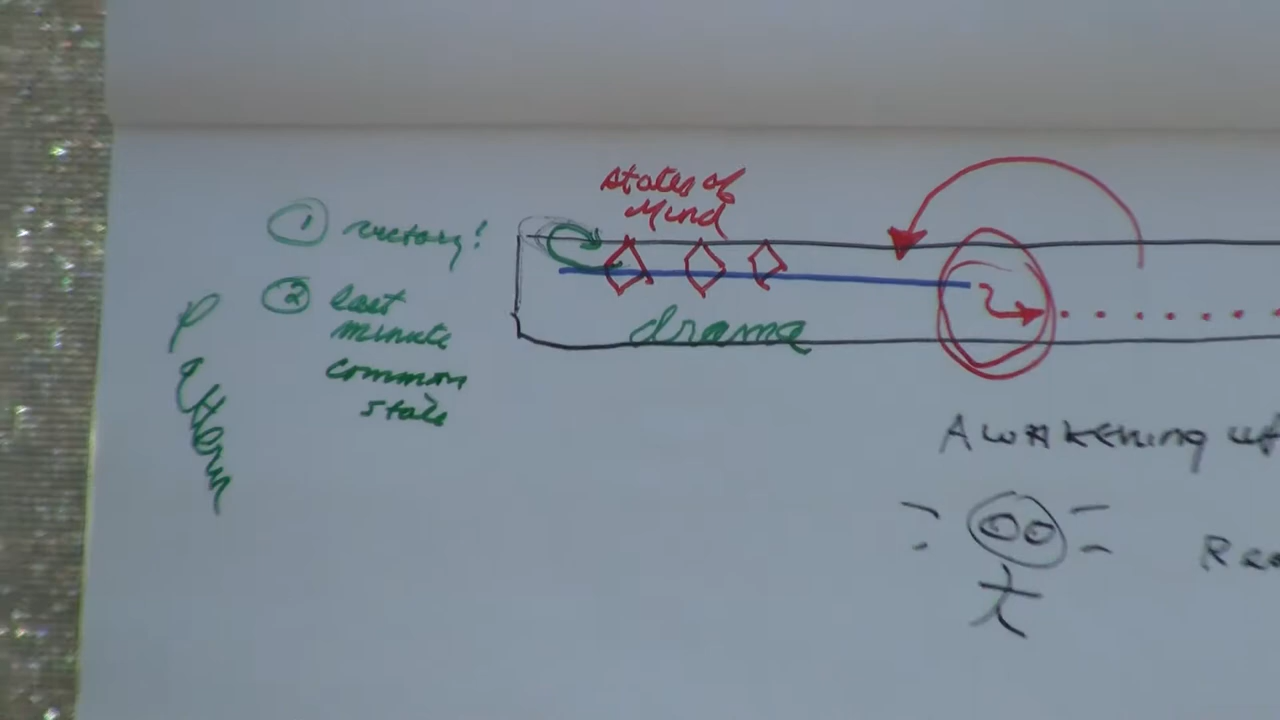 states of
Mind
① victory!
② last
minute
common
state
Pattern
drama
Awakening